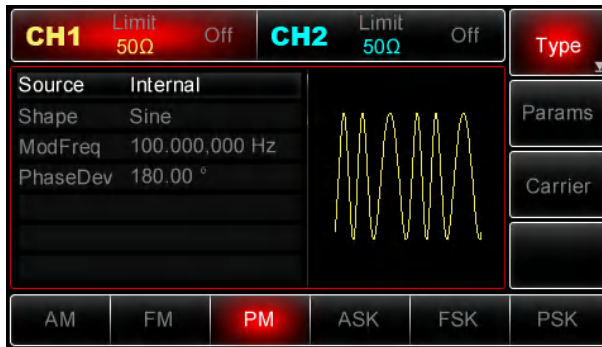 CH1 Limit 50Ω Off CH2 Limit 50Ω Off
Type
Source Internal
Shape Sine
ModFreq 100.000,000 Hz
PhaseDev 180.00 °
Params
Carrier
AM FM PM ASK FSK PSK